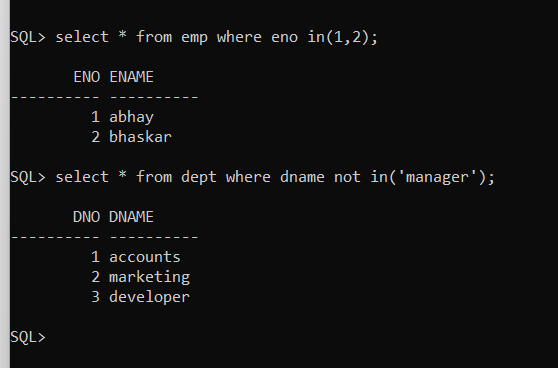 SQL> select * from emp where eno in(1,2);
ENO ENAME
---------- ----------
1 abhay
2 bhaskar
SQL> select * from dept where dname not in('manager');
DNO DNAME
---------- ----------
1 accounts
2 marketing
3 developer
SQL>